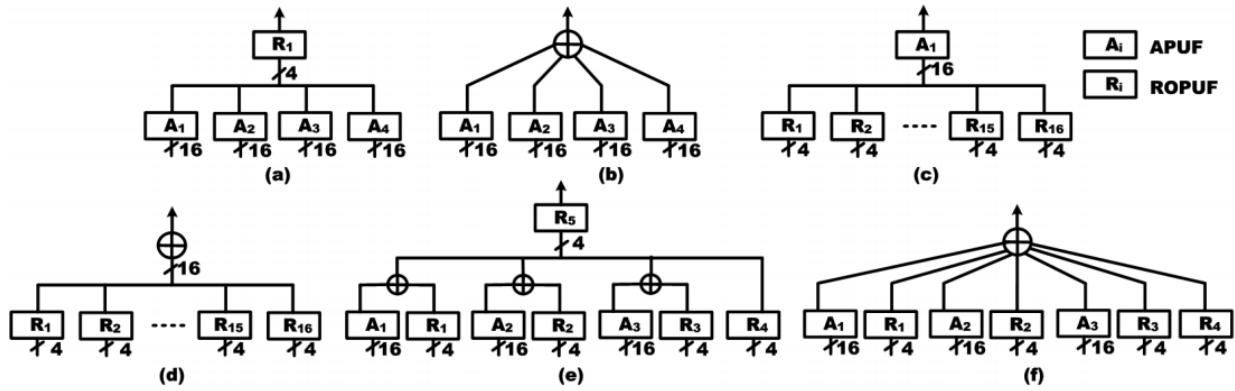 R₁
4
A₁ A₂ A₃ A₄
16 16 16 16
(a)
A₁ A₂ A₃ A₄
16 16 16 16
(b)
A₁
16
R₁ R₂ ---- R₁₅ R₁₆
4 4 4 4
(c)
Aᵢ APUF
Rᵢ ROPUF
16
R₁ R₂ ---- R₁₅ R₁₆
4 4 4 4
(d)
R₅
4
A₁ R₁ A₂ R₂ A₃ R₃ R₄
16 4 16 4 16 4 4
(e)
A₁ R₁ A₂ R₂ A₃ R₃ R₄
16 4 16 4 16 4 4
(f)